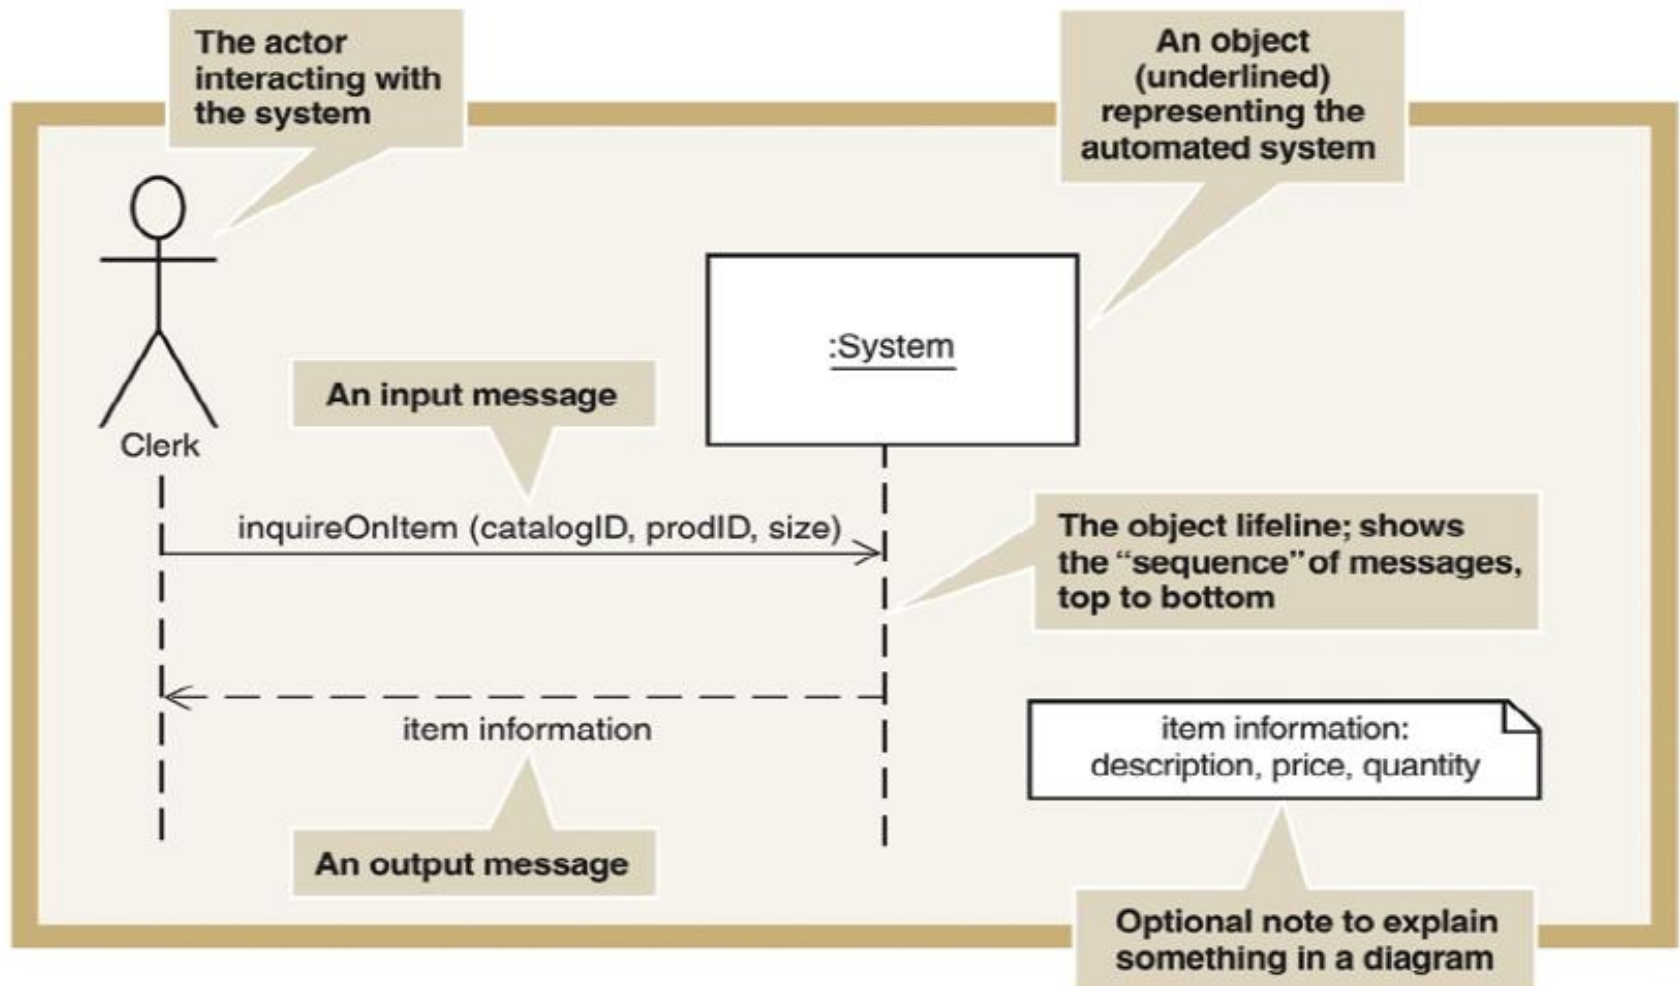 The actor
interacting with
the system
An object
(underlined)
representing the
automated system
:System
An input message
Clerk
inquireOnItem (catalogID, prodID, size)
The object lifeline; shows
the “sequence” of messages,
top to bottom
item information
item information:
description, price, quantity
An output message
Optional note to explain
something in a diagram